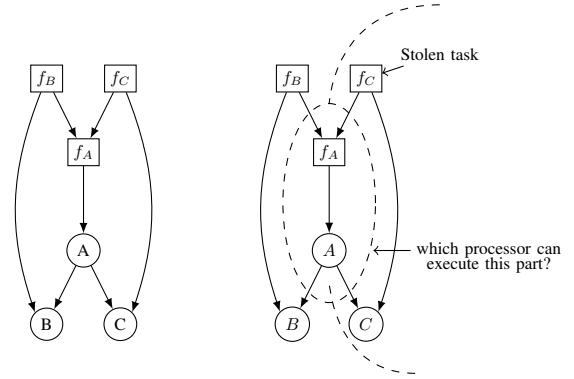 f_B f_C f_B f_C Stolen task
f_A f_A
A A
which processor can
execute this part?
B C B C